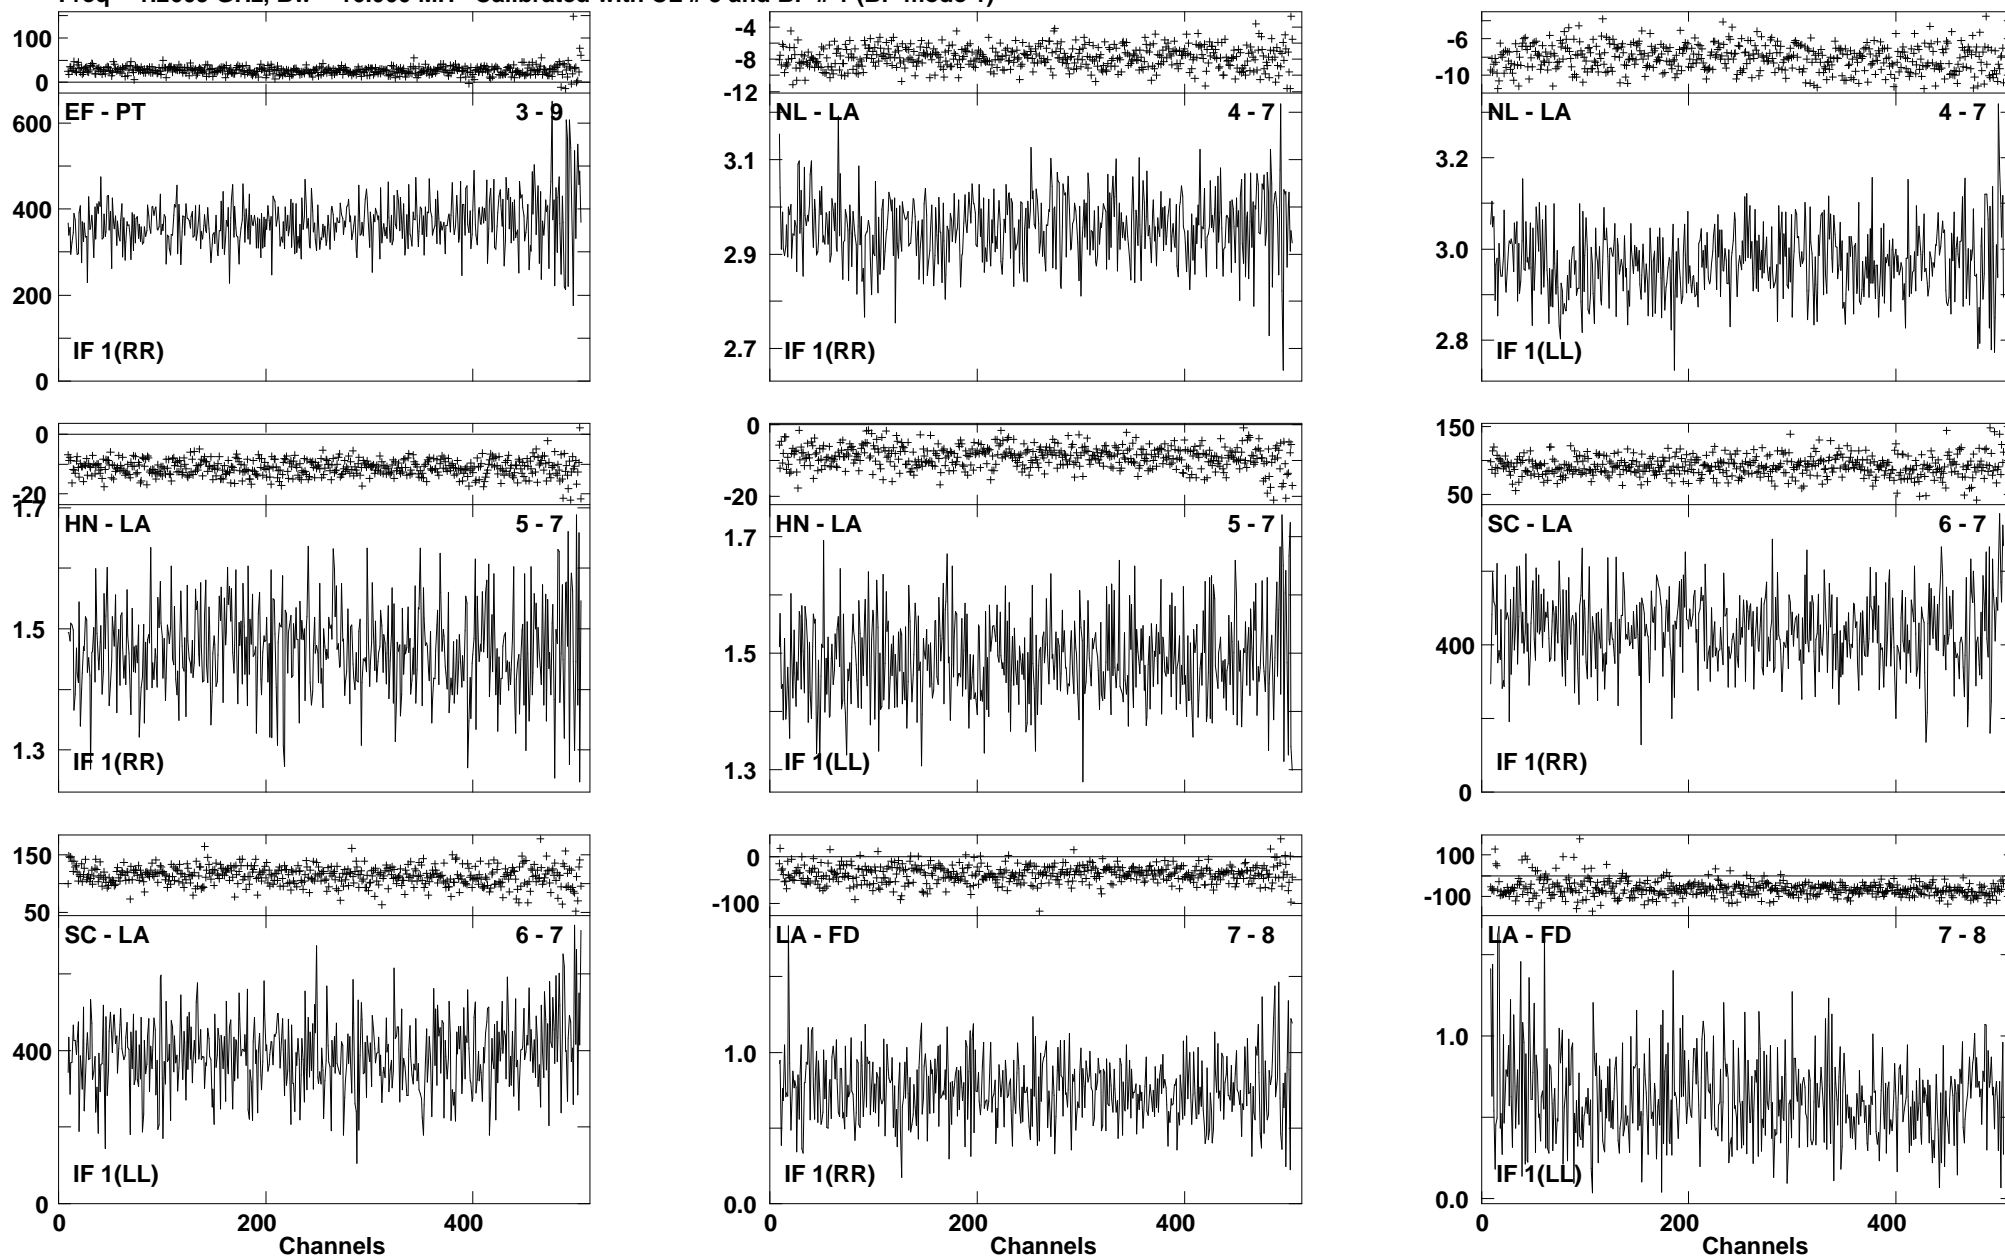 100
0
-4
-8
-12
-6
-10
EF - PT 3 - 9
NL - LA 4 - 7
NL - LA 4 - 7
600
400
200
0
3.1
2.9
2.7
3.2
3.0
2.8
IF 1(RR)
IF 1(RR)
IF 1(LL)
0
-20
0
-20
150
50
HN - LA 5 - 7
HN - LA 5 - 7
SC - LA 6 - 7
1.7
1.5
1.3
1.7
1.5
1.3
400
0
IF 1(RR)
IF 1(LL)
IF 1(RR)
150
50
0
-100
100
-100
SC - LA 6 - 7
LA - FD 7 - 8
LA - FD 7 - 8
400
0
1.0
0.0
1.0
0.0
IF 1(LL)
IF 1(RR)
IF 1(LL)
0 200 400
0 200 400
0 200 400
Channels
Channels
Channels